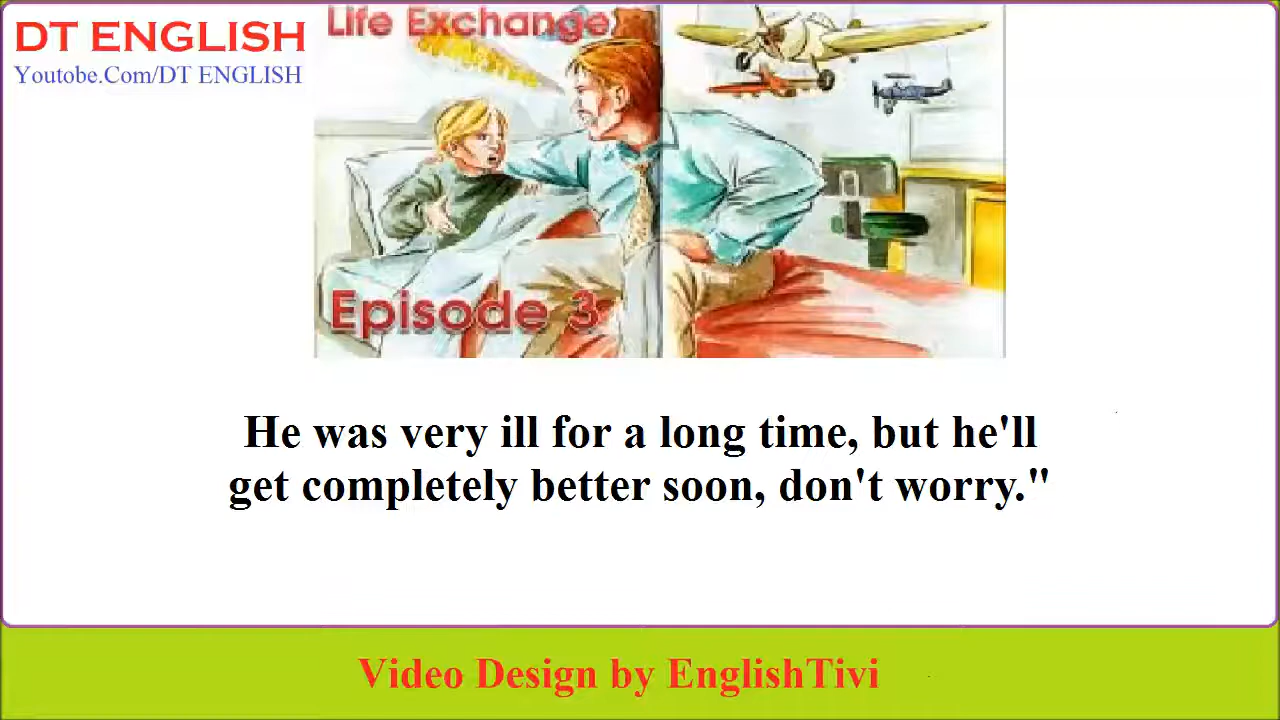 DT ENGLISH
Youtobe.Com/DT ENGLISH
Life Exchange
Episode 3
He was very ill for a long time, but he'll
get completely better soon, don't worry."
Video Design by EnglishTivi